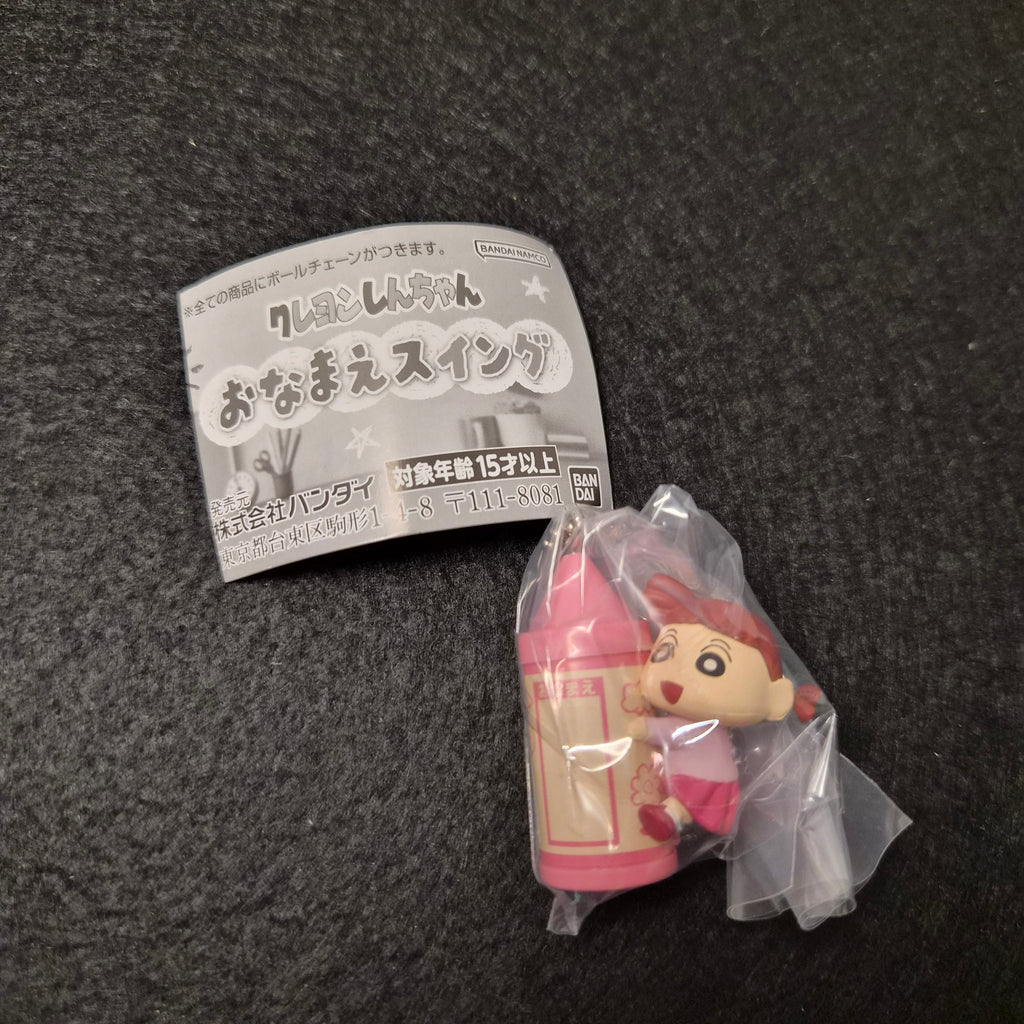 ※全ての商品にボールチェーンがつきます。
BANDAI NAMCO
クレヨンしんちゃん
おなまえスイング
対象年齢15才以上
発売元
株式会社バンダイ
東京都台東区駒形1-4-8 〒111-8081
BAN
DAI
おなまえ